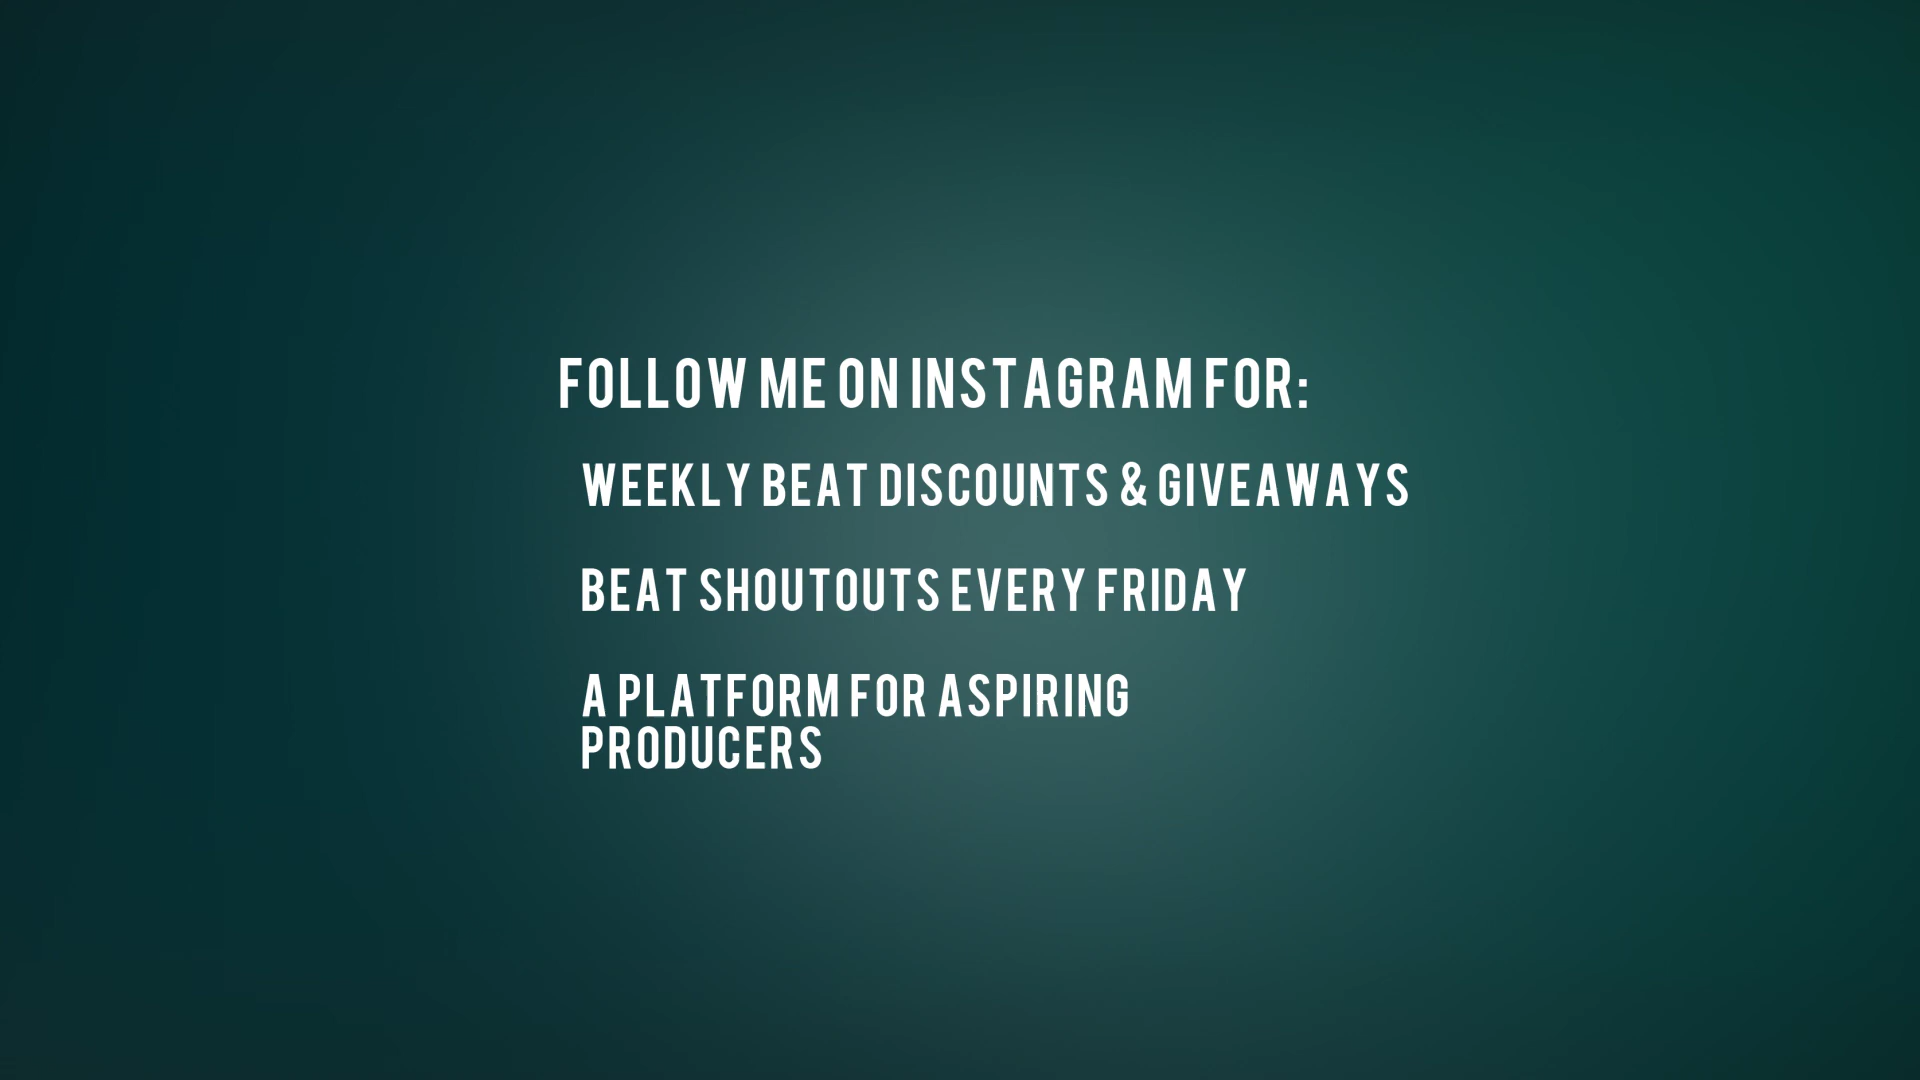 FOLLOW ME ON INSTAGRAM FOR:
WEEKLY BEAT DISCOUNTS & GIVEAWAYS
BEAT SHOUTOUTS EVERY FRIDAY
A PLATFORM FOR ASPIRING
PRODUCERS